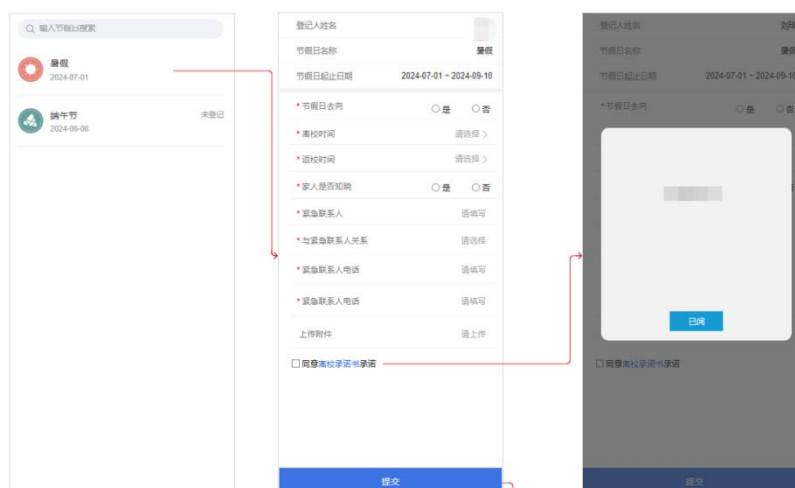 输入节假日搜索
暑假
2024-07-01
端午节
未登记
2024-06-08
登记人姓名
节假日名称 暑假
节假日起止日期 2024-07-01 ~ 2024-09-10
* 节假日去向 是 否
* 离校时间 请选择 >
* 返校时间 请选择 >
* 家人是否知晓 是 否
* 紧急联系人 请填写
* 与紧急联系人关系 请选择
* 紧急联系人电话 请填写
* 紧急联系人电话 请填写
上传附件 请上传
同意离校承诺书承诺
提交
登记人姓名
节假日名称 暑假
节假日起止日期 2024-07-01 ~ 2024-09-10
* 节假日去向 是 否
已阅
同意离校承诺书承诺
提交